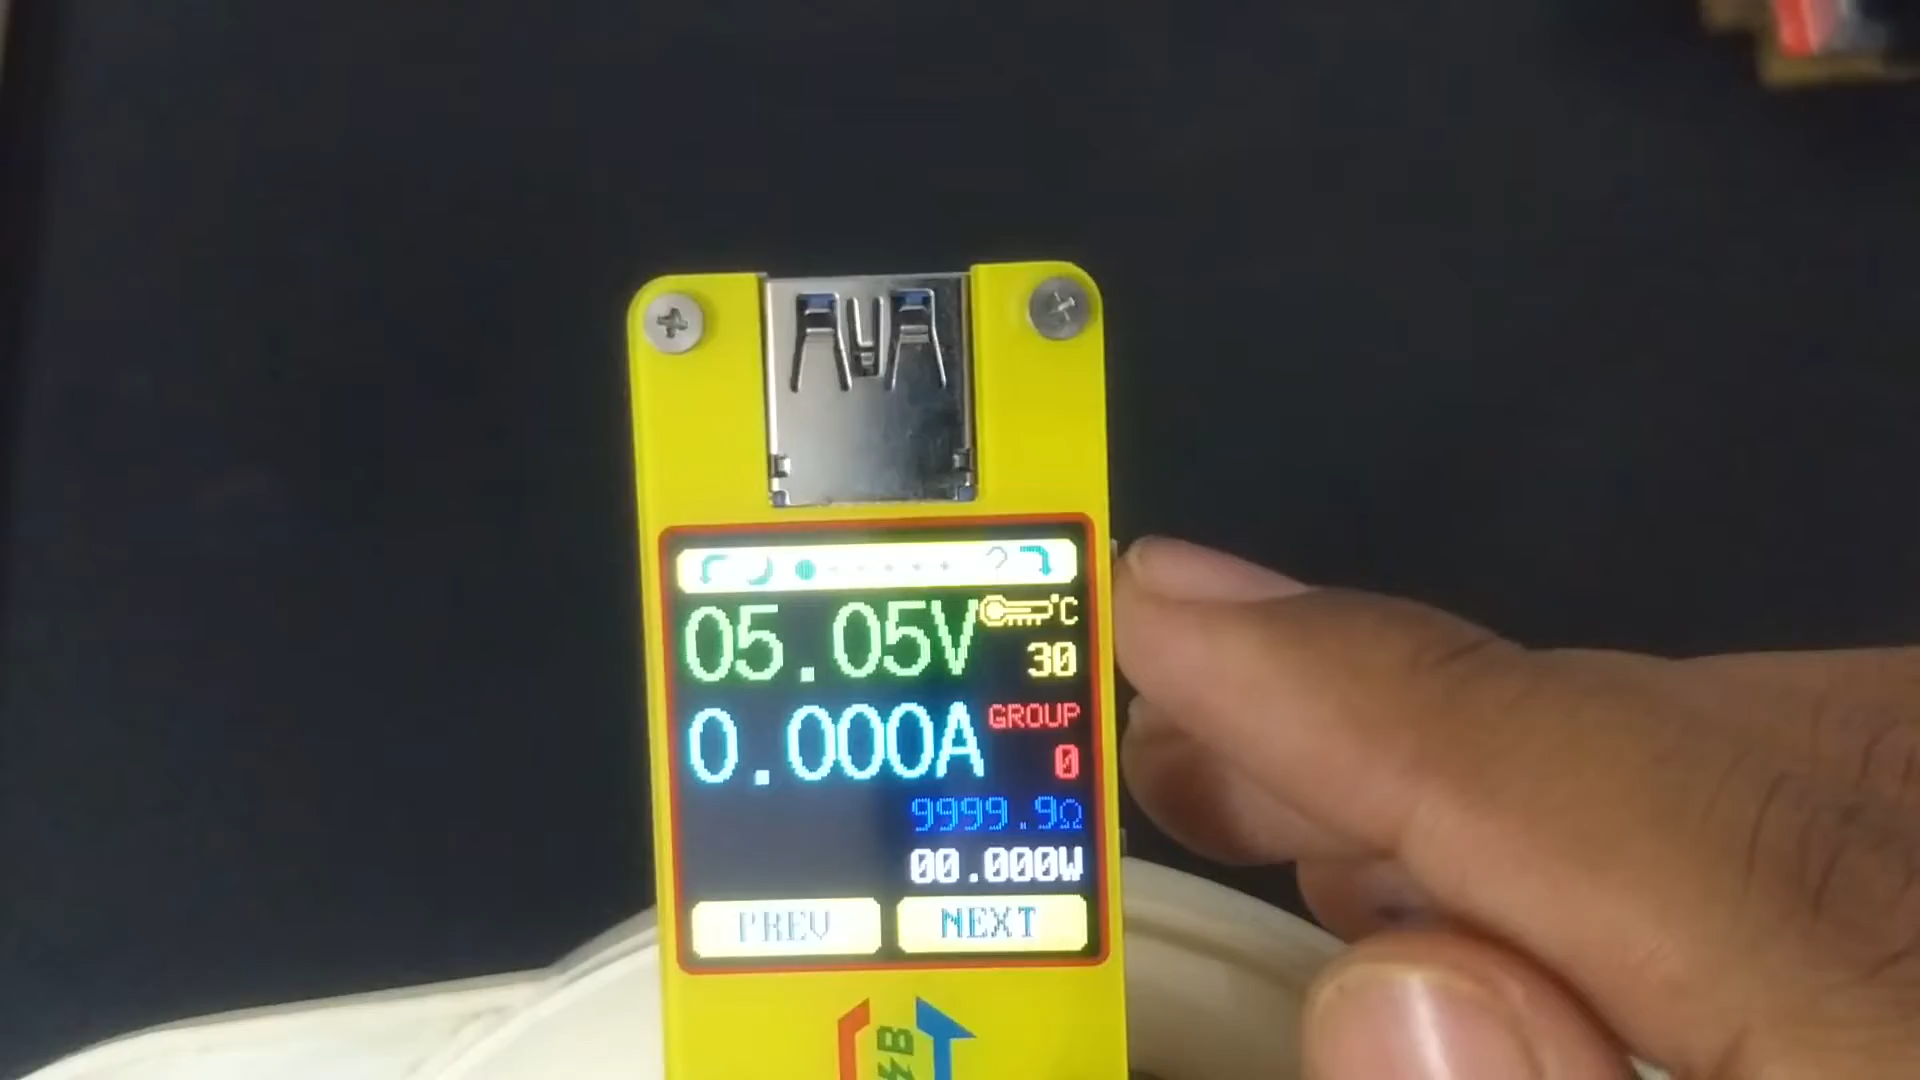 ?
05.05V °C
30
0.000A GROUP
0
9999.9Ω
00.000W
PREV NEXT
B